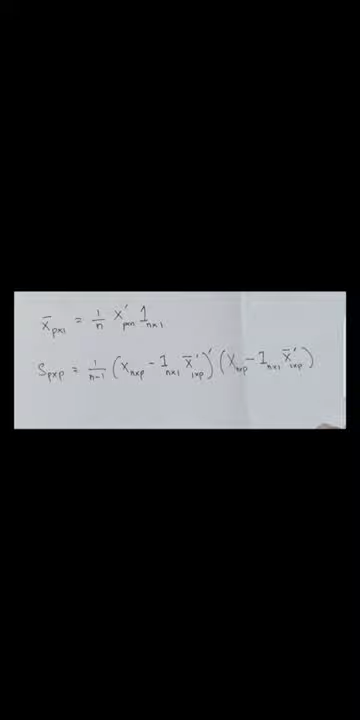 x̄ₚₓ₁ = 1/n X′ₚₓₙ 1ₙₓ₁
Sₚₓₚ = 1/(n-1) (Xₙₓₚ − 1ₙₓ₁ x̄′₁ₓₚ)′ (Xₙₓₚ − 1ₙₓ₁ x̄′₁ₓₚ)